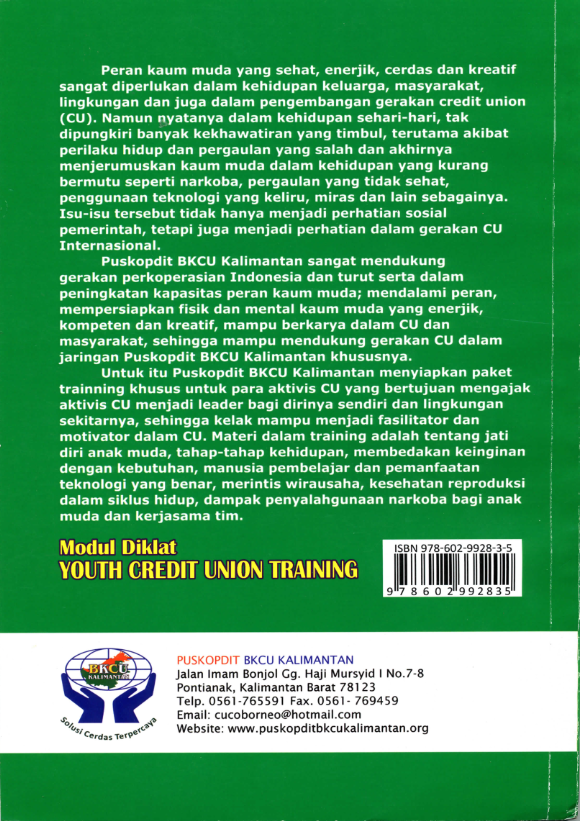 Peran kaum muda yang sehat, enerjik, cerdas dan kreatif
sangat diperlukan dalam kehidupan keluarga, masyarakat,
lingkungan dan juga dalam pengembangan gerakan credit union
(CU). Namun nyatanya dalam kehidupan sehari-hari, tak
dipungkiri banyak kekhawatiran yang timbul, terutama akibat
perilaku hidup dan pergaulan yang salah dan akhirnya
menjerumuskan kaum muda dalam kehidupan yang kurang
bermutu seperti narkoba, pergaulan yang tidak sehat,
penggunaan teknologi yang keliru, miras dan lain sebagainya.
Isu-isu tersebut tidak hanya menjadi perhatian sosial
pemerintah, tetapi juga menjadi perhatian dalam gerakan CU
Internasional.
Puskopdit BKCU Kalimantan sangat mendukung
gerakan perkoperasian Indonesia dan turut serta dalam
peningkatan kapasitas peran kaum muda; mendalami peran,
mempersiapkan fisik dan mental kaum muda yang enerjik,
kompeten dan kreatif, mampu berkarya dalam CU dan
masyarakat, sehingga mampu mendukung gerakan CU dalam
jaringan Puskopdit BKCU Kalimantan khususnya.
Untuk itu Puskopdit BKCU Kalimantan menyiapkan paket
trainning khusus untuk para aktivis CU yang bertujuan mengajak
aktivis CU menjadi leader bagi dirinya sendiri dan lingkungan
sekitarnya, sehingga kelak mampu menjadi fasilitator dan
motivator dalam CU. Materi dalam training adalah tentang jati
diri anak muda, tahap-tahap kehidupan, membedakan keinginan
dengan kebutuhan, manusia pembelajar dan pemanfaatan
teknologi yang benar, merintis wirausaha, kesehatan reproduksi
dalam siklus hidup, dampak penyalahgunaan narkoba bagi anak
muda dan kerjasama tim.
Modul Diklat
YOUTH CREDIT UNION TRAINING
ISBN 978-602-9928-3-5
9 786029 92835
BKCU
KALIMANTAN
Solusi Cerdas Terpercaya
PUSKOPDIT BKCU KALIMANTAN
Jalan Imam Bonjol Gg. Haji Mursyid I No.7-8
Pontianak, Kalimantan Barat 78123
Telp. 0561-765591 Fax. 0561- 769459
Email: cucoborneo@hotmail.com
Website: www.puskopditbkcukalimantan.org